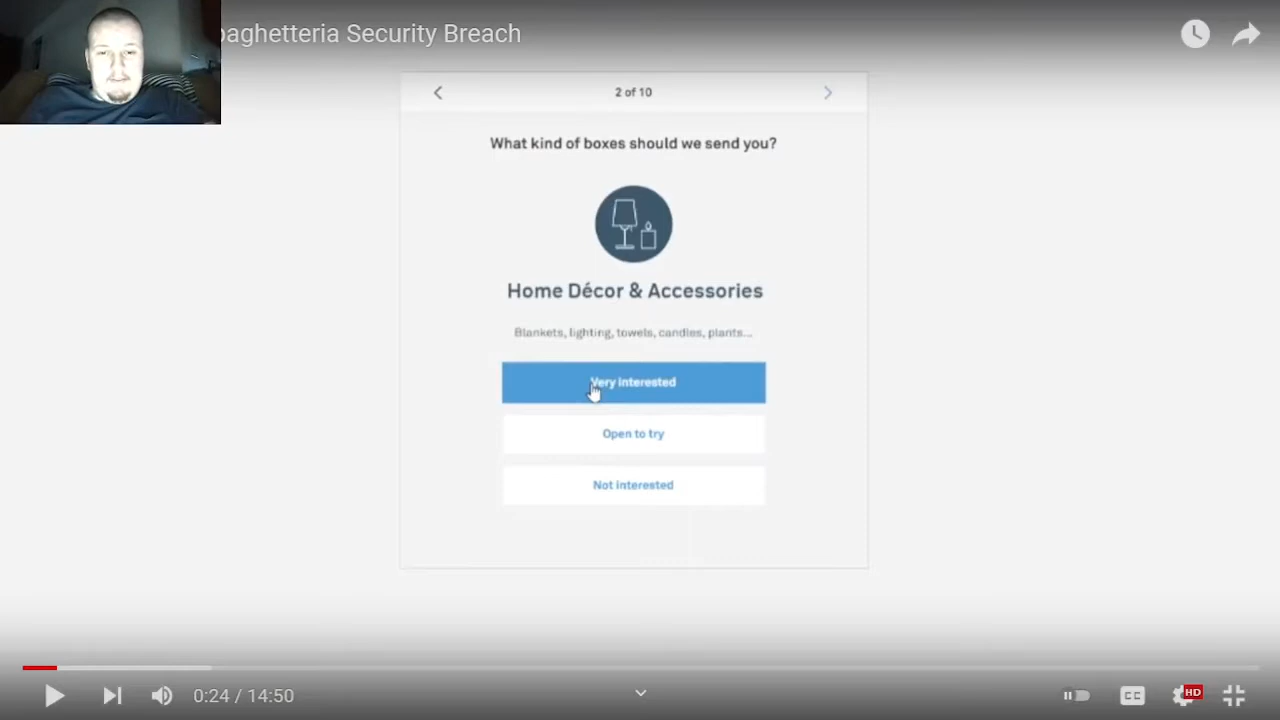 paghetteria Security Breach
2 of 10
What kind of boxes should we send you?
Home Décor & Accessories
Blankets, lighting, towels, candles, plants...
Very interested
Open to try
Not interested
0:24 / 14:50
CC
HD